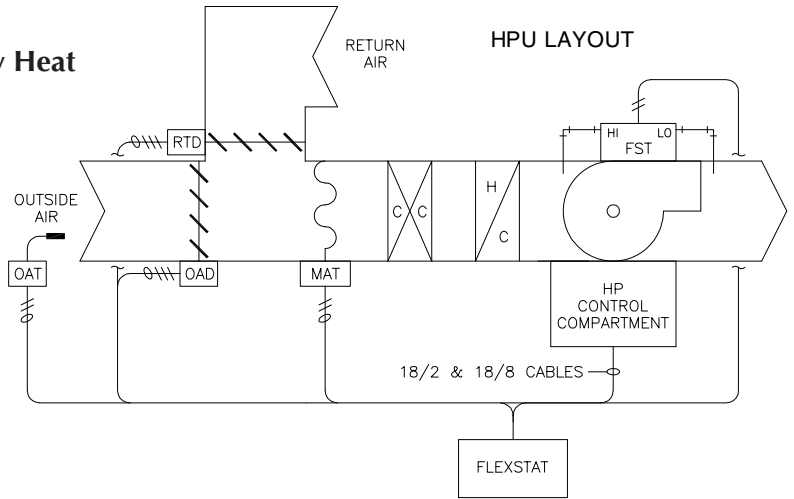 y Heat
HPU LAYOUT
RETURN
AIR
RTD
HI LO
FST
OUTSIDE
AIR
C C
H
C
OAT
OAD
MAT
HP
CONTROL
COMPARTMENT
18/2 & 18/8 CABLES
FLEXSTAT